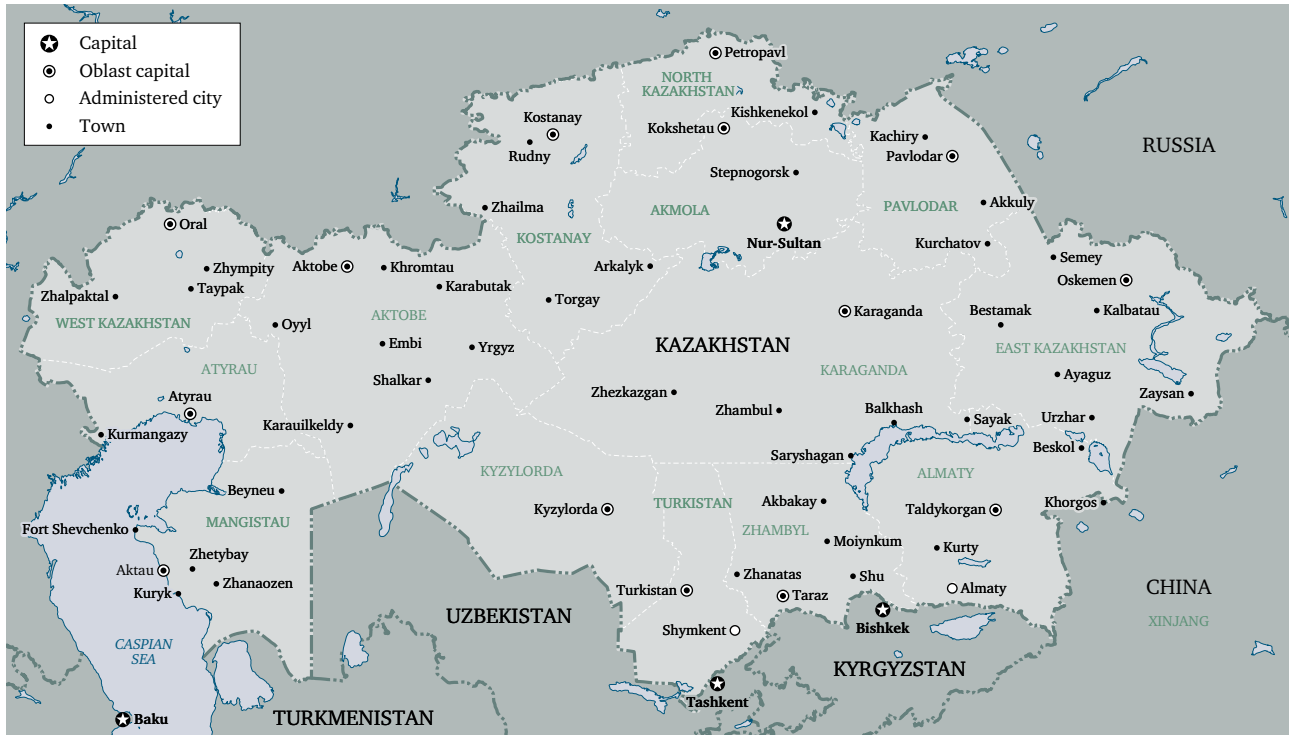 Capital
Oblast capital
Administered city
Town
Petropavl
NORTH
KAZAKHSTAN
Kishkenekol
Kostanay
Kokshetau
Rudny
Kachiry
Pavlodar
RUSSIA
Stepnogorsk
Zhailma
AKMOLA
PAVLODAR
Akkuly
Oral
KOSTANAY
Nur-Sultan
Kurchatov
Semey
Zhympity
Aktobe
Khromtau
Arkalyk
Oskemen
Taypak
Karabutak
Zhalpaktal
Torgay
Karaganda
Bestamak
Kalbatau
WEST KAZAKHSTAN
Oyyl
AKTOBE
Embi
Yrgyz
KAZAKHSTAN
EAST KAZAKHSTAN
ATYRAU
Shalkar
KARAGANDA
Ayaguz
Atyrau
Zhezkazgan
Zhambul
Balkhash
Sayak
Urzhar
Zaysan
Kurmangazy
Karauilkeldy
Saryshagan
Beskol
KYZYLORDA
ALMATY
Beyneu
TURKISTAN
Akbakay
Khorgos
Kyzylorda
Taldykorgan
MANGISTAU
Fort Shevchenko
ZHAMBYL
Moiynkum
Kurty
Zhetybay
Aktau
Zhanaozen
Zhanatas
Shu
Kuryk
Turkistan
Taraz
Almaty
CHINA
UZBEKISTAN
Shymkent
Bishkek
XINJANG
CASPIAN
SEA
KYRGYZSTAN
Tashkent
Baku
TURKMENISTAN